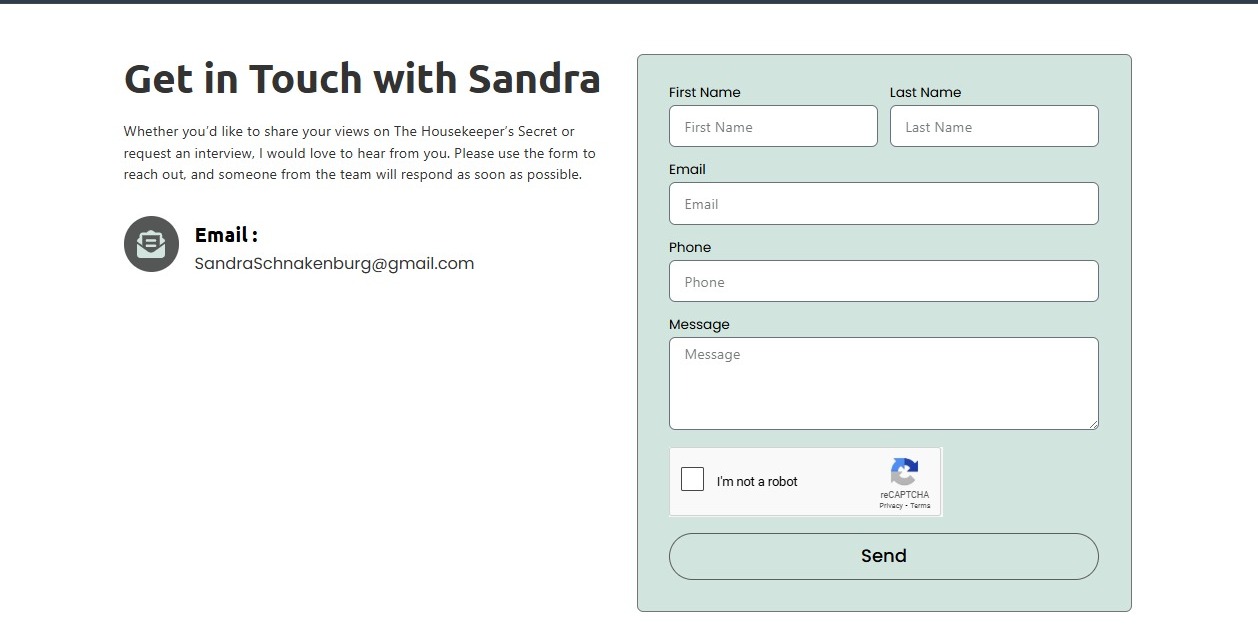 Get in Touch with Sandra
Whether you’d like to share your views on The Housekeeper’s Secret or
request an interview, I would love to hear from you. Please use the form to
reach out, and someone from the team will respond as soon as possible.
Email :
SandraSchnakenburg@gmail.com
First Name
Last Name
First Name
Last Name
Email
Email
Phone
Phone
Message
Message
I'm not a robot
reCAPTCHA
Privacy - Terms
Send